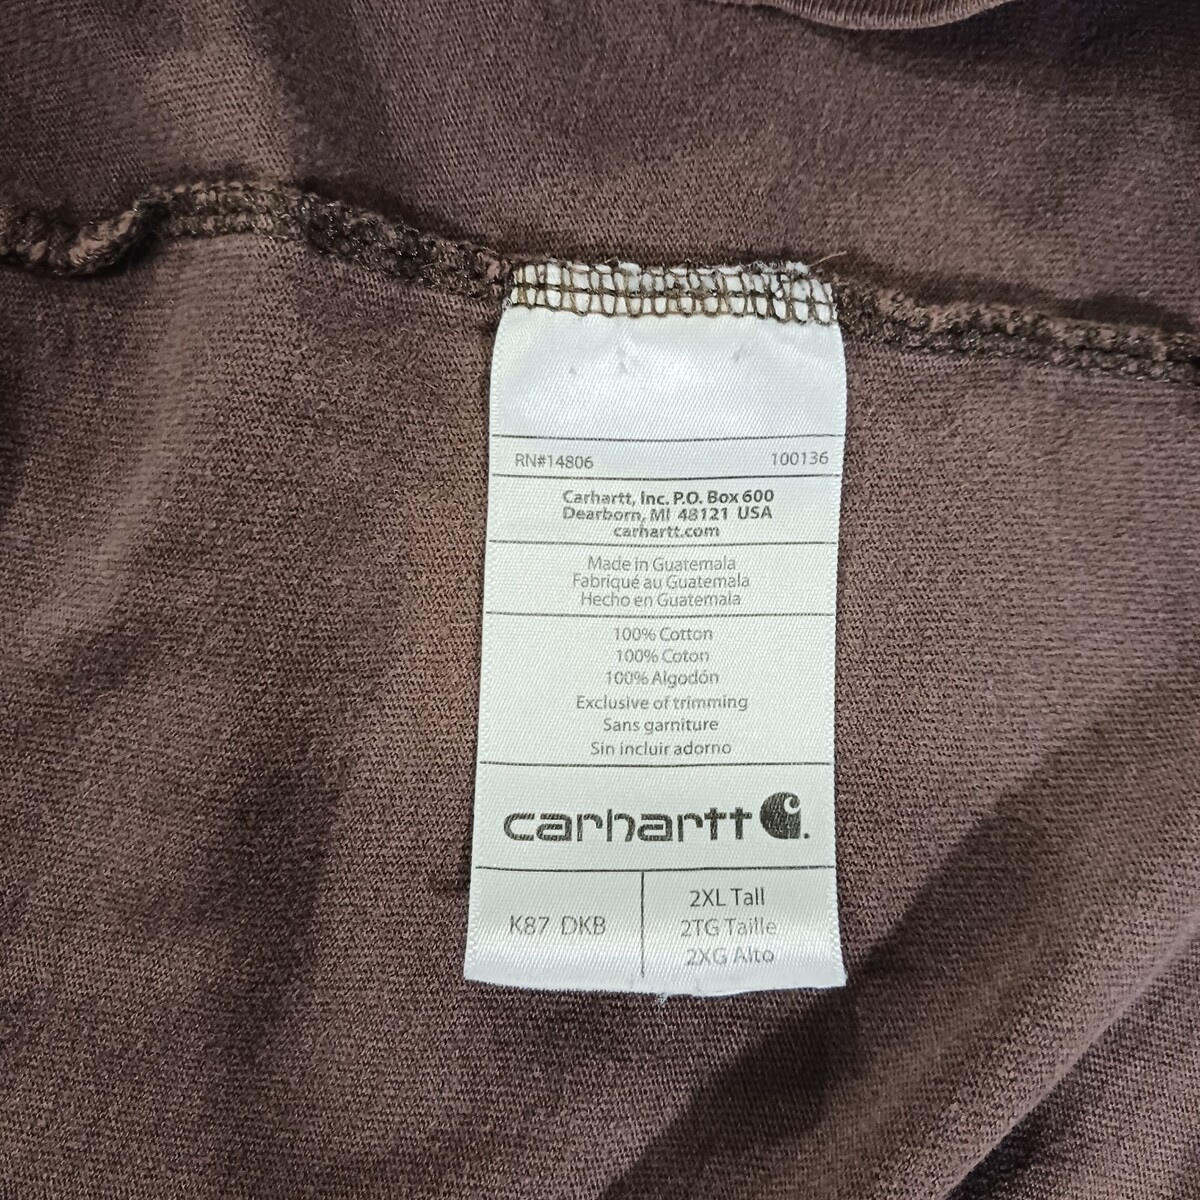 RN#14806 100136
Carhartt, Inc. P.O. Box 600
Dearborn, MI 48121 USA
carhartt.com
Made in Guatemala
Fabriqué au Guatemala
Hecho en Guatemala
100% Cotton
100% Coton
100% Algodón
Exclusive of trimming
Sans garniture
Sin incluir adorno
carhartt
K87 DKB
2XL Tall
2TG Taille
2XG Alto